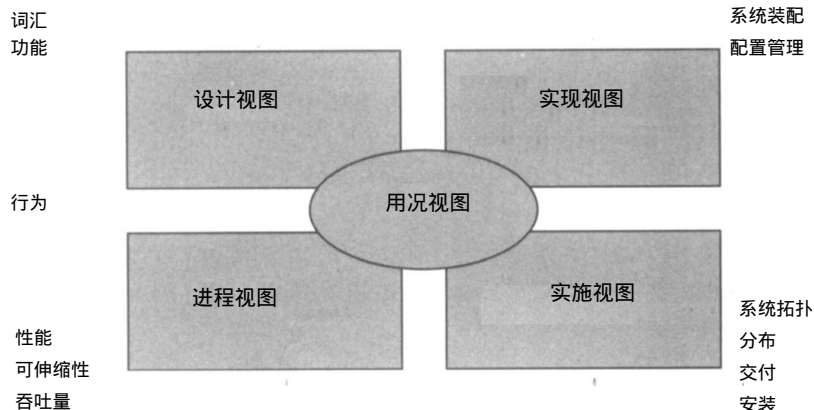 词汇
功能
系统装配
配置管理
设计视图
实现视图
行为
用况视图
进程视图
实施视图
性能
可伸缩性
吞吐量
系统拓扑
分布
交付
安装